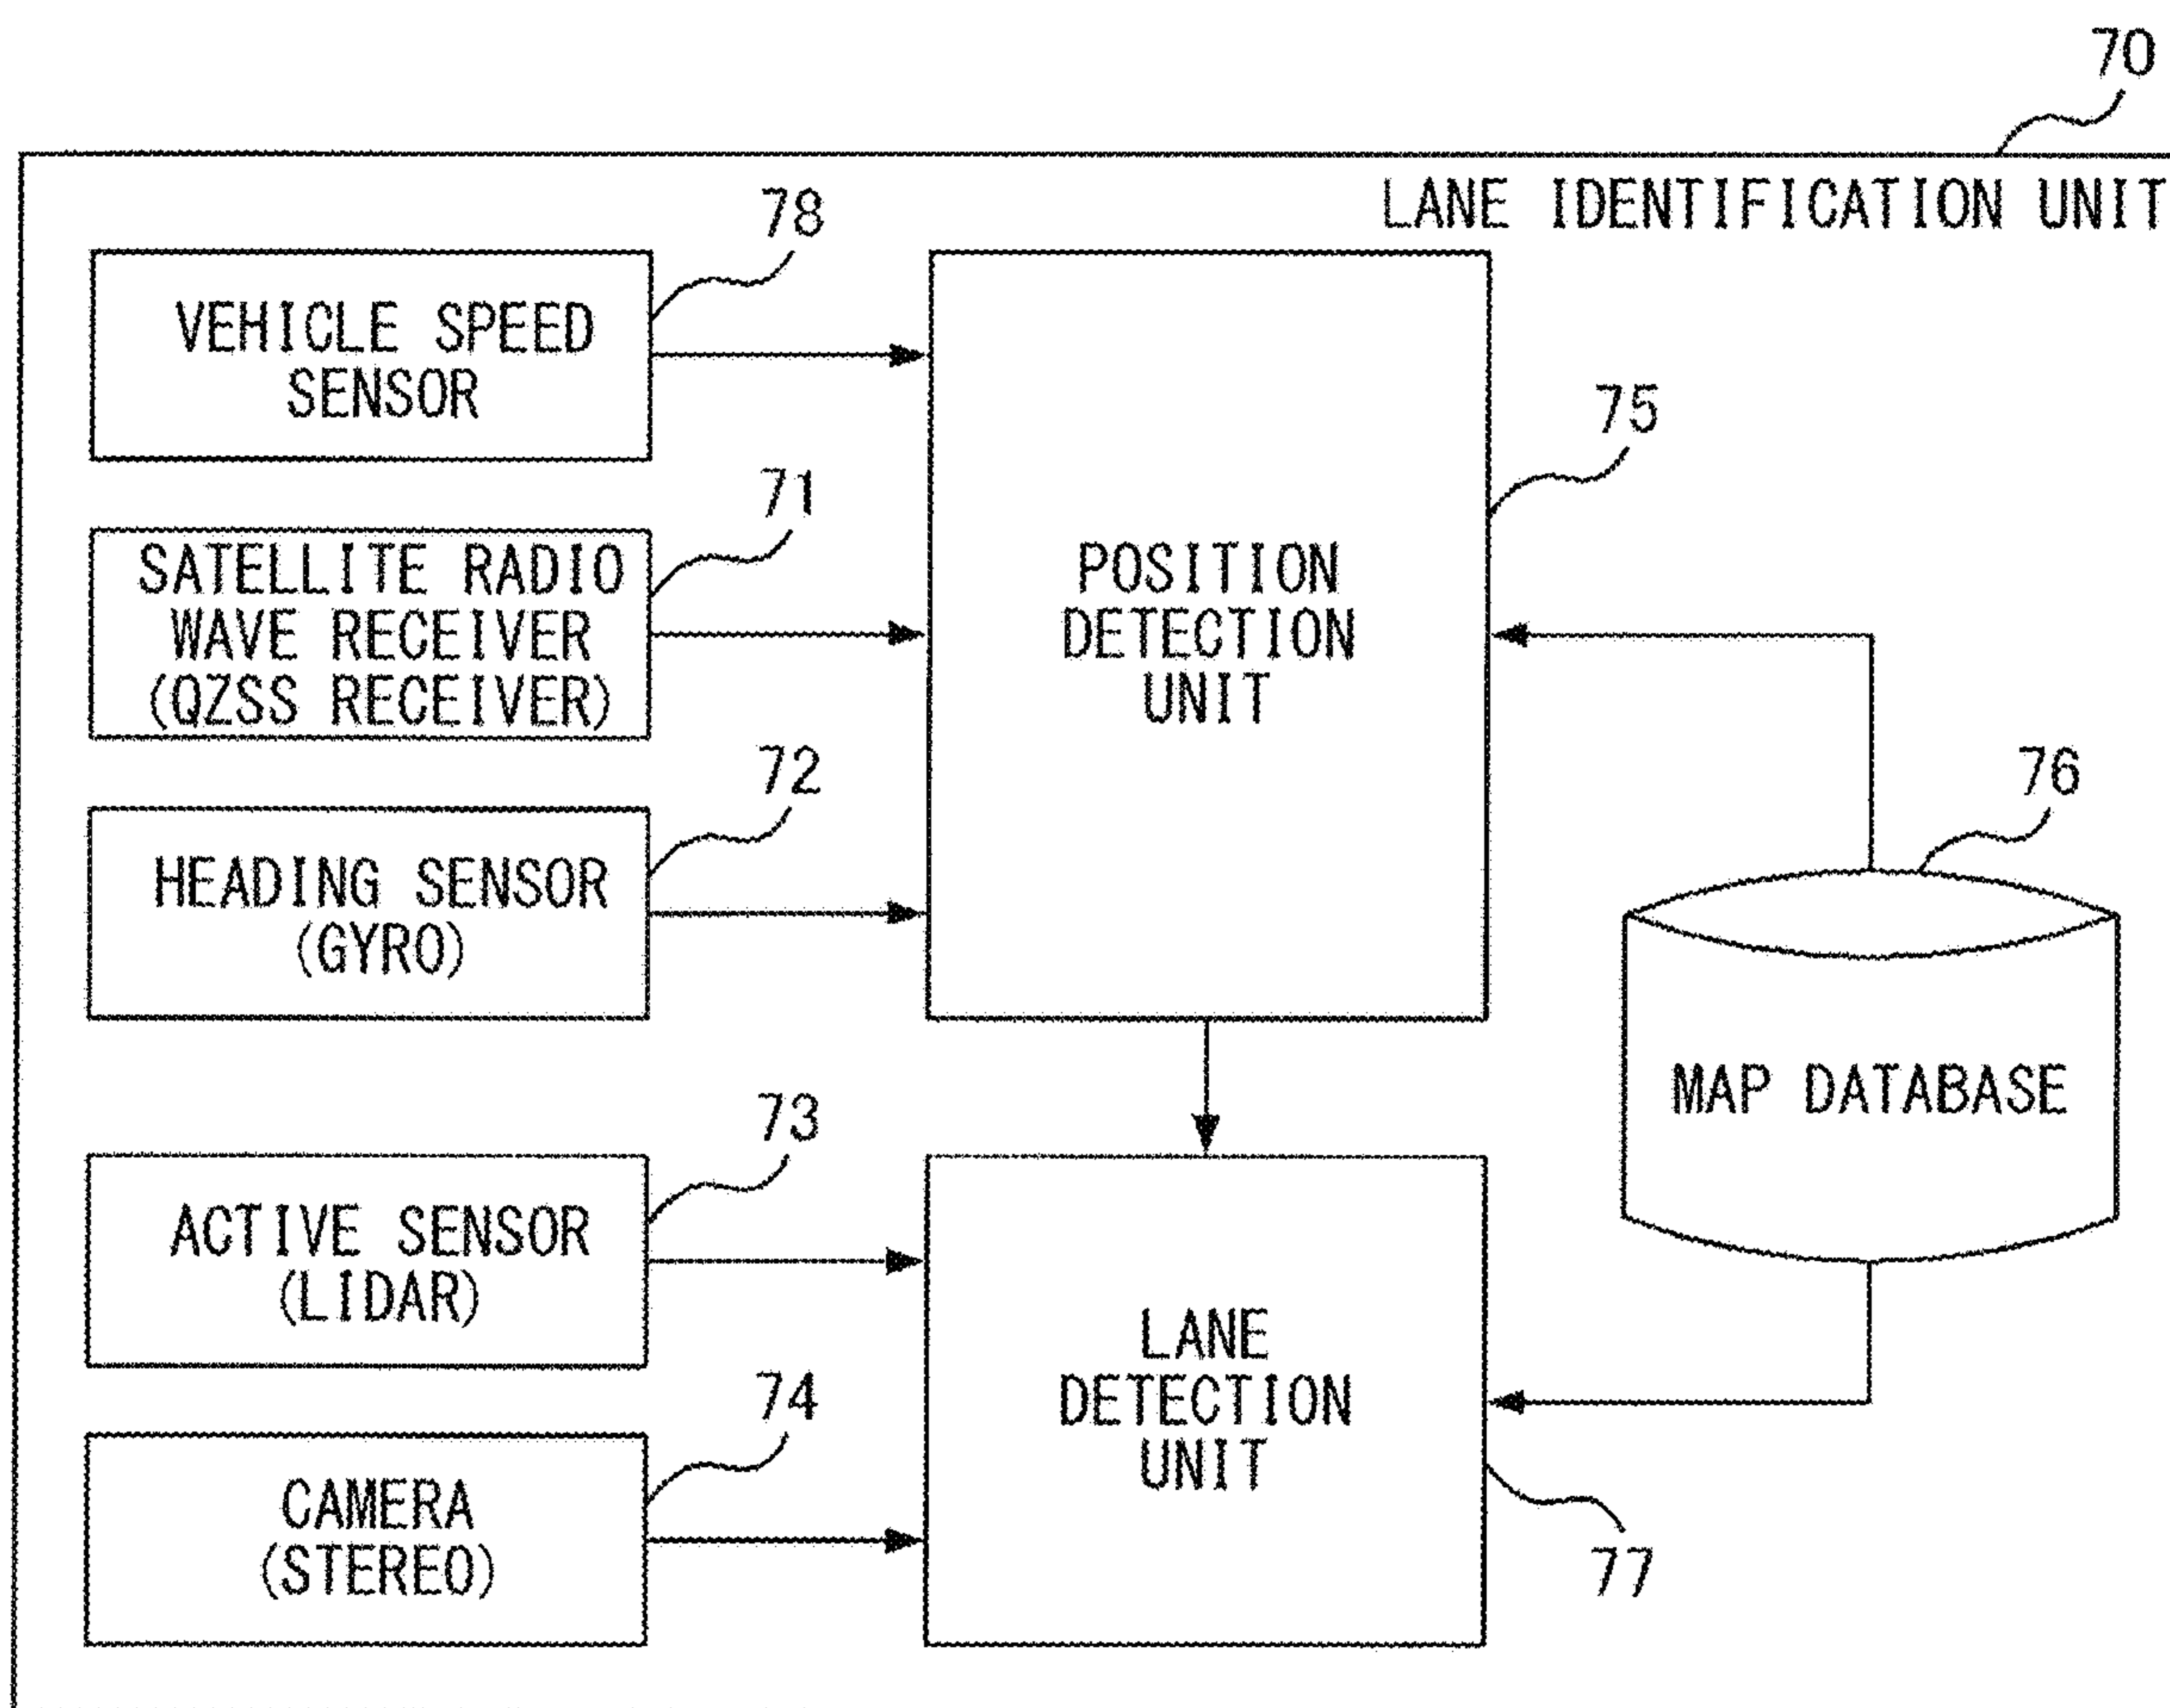 70
LANE IDENTIFICATION UNIT
78
VEHICLE SPEED
SENSOR
71
SATELLITE RADIO
WAVE RECEIVER
(QZSS RECEIVER)
72
HEADING SENSOR
(GYRO)
POSITION
DETECTION
UNIT
75
76
MAP DATABASE
73
ACTIVE SENSOR
(LIDAR)
74
CAMERA
(STEREO)
LANE
DETECTION
UNIT
77